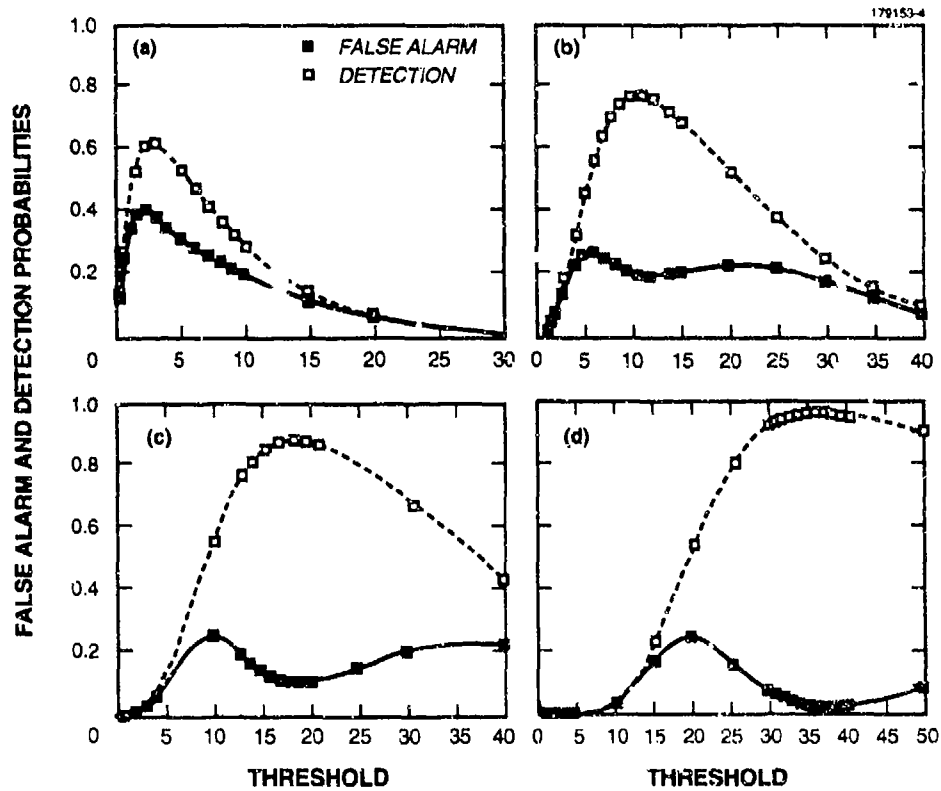 179153-4
FALSE ALARM AND DETECTION PROBABILITIES
1.0
0.8
0.6
0.4
0.2
0
(a)
FALSE ALARM
DETECTION
0 5 10 15 20 25 30
(b)
0 5 10 15 20 25 30 35 40
1.0
0.8
0.6
0.4
0.2
(c)
0 5 10 15 20 25 30 35 40
(d)
0 5 10 15 20 25 30 35 40 45 50
THRESHOLD
THRESHOLD